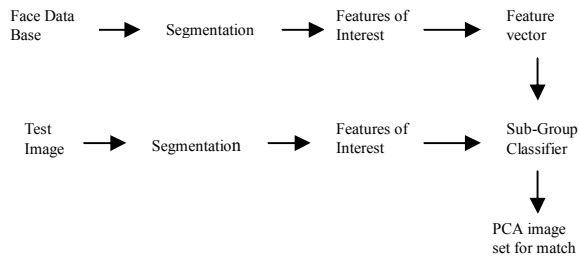 Face Data
Base
Segmentation
Features of
Interest
Feature
vector
Test
Image
Segmentation
Features of
Interest
Sub-Group
Classifier
PCA image
set for match